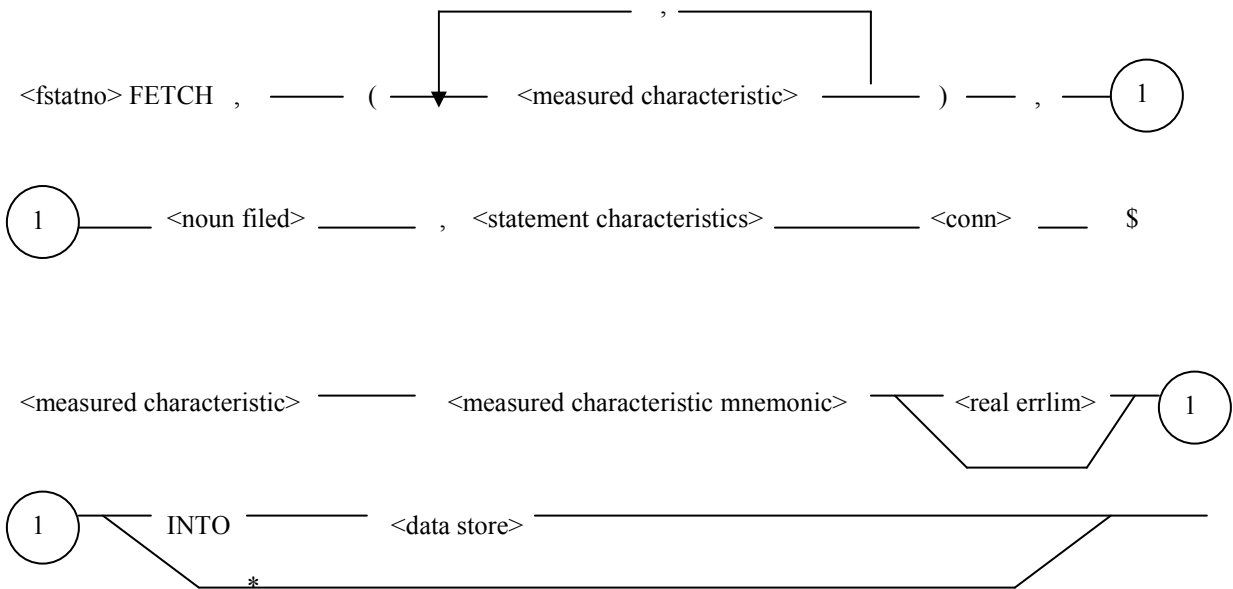 ,
<fstatno> FETCH , ( <measured characteristic> ) , 1
1 <noun filed> , <statement characteristics> <conn> $
<measured characteristic> <measured characteristic mnemonic> <real errlim> 1
1 INTO <data store>
*